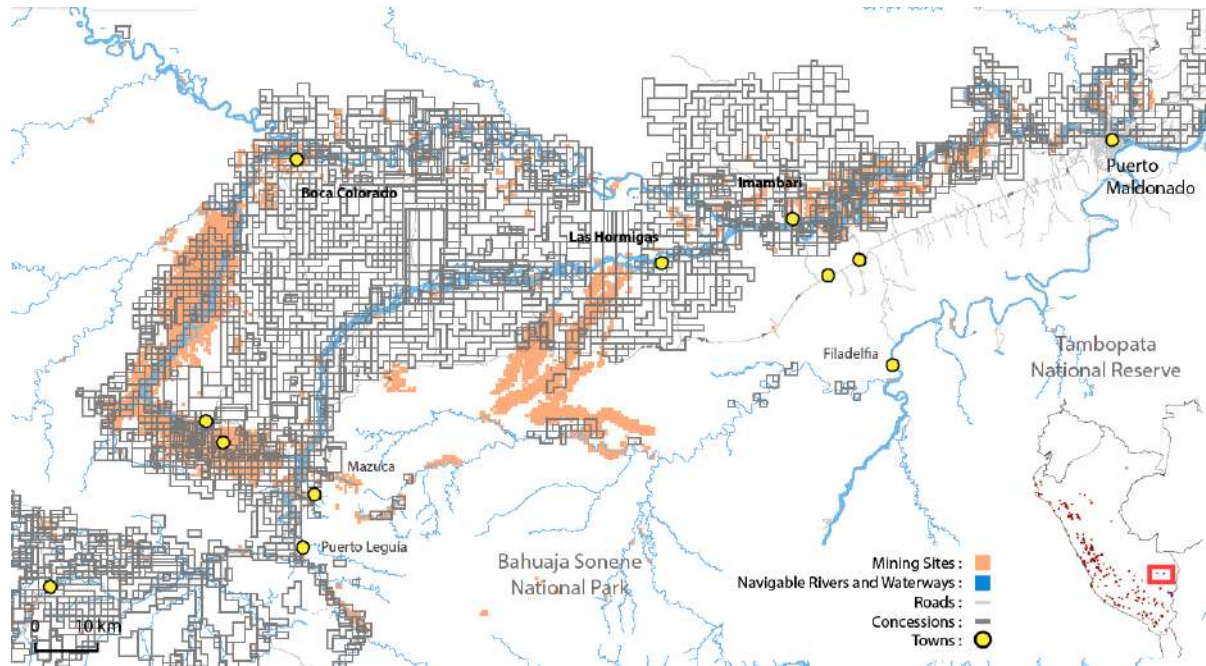 Boca Colorado
Imambari
Puerto
Maldonado
Las Hormigas
Filadelfia
Tambopata
National Reserve
Mazuca
Puerto Leguía
Bahuaja Sonene
National Park
Mining Sites :
Navigable Rivers and Waterways :
Roads :
Concessions :
Towns :
0 10 km